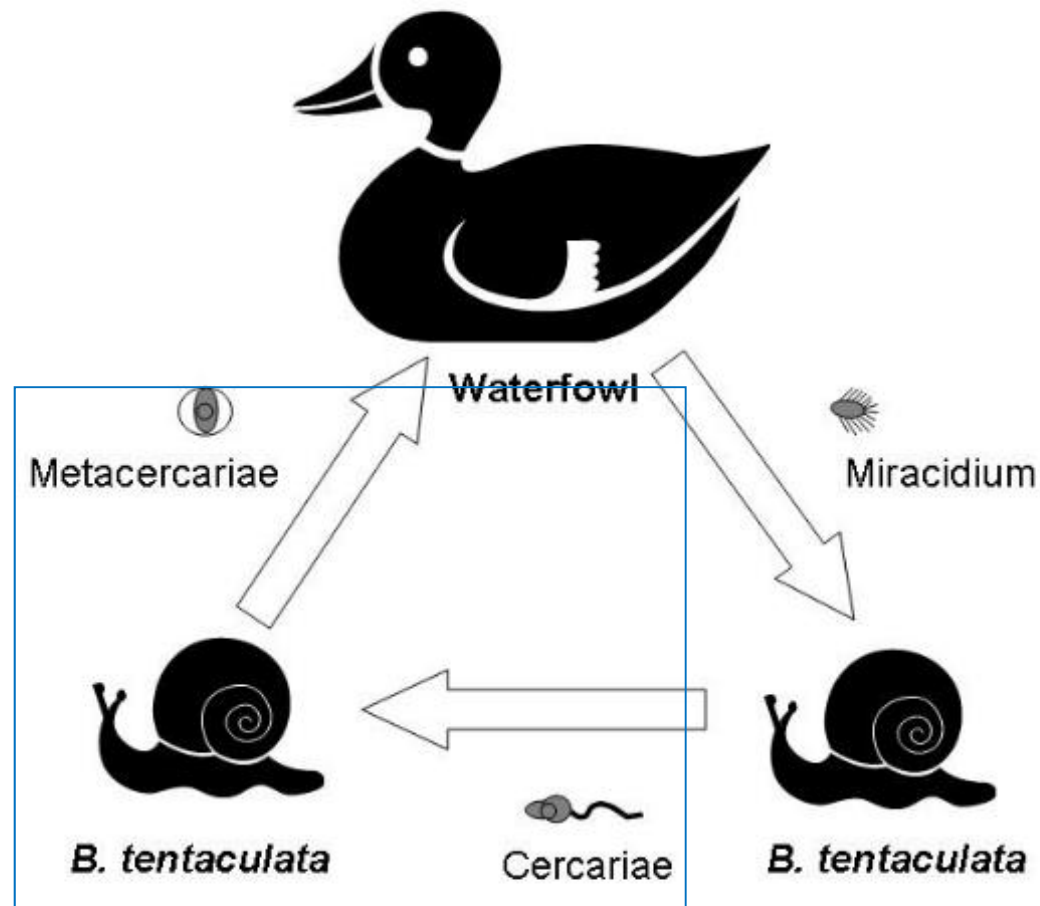 Waterfowl
Metacercariae
Miracidium
B. tentaculata
Cercariae
B. tentaculata